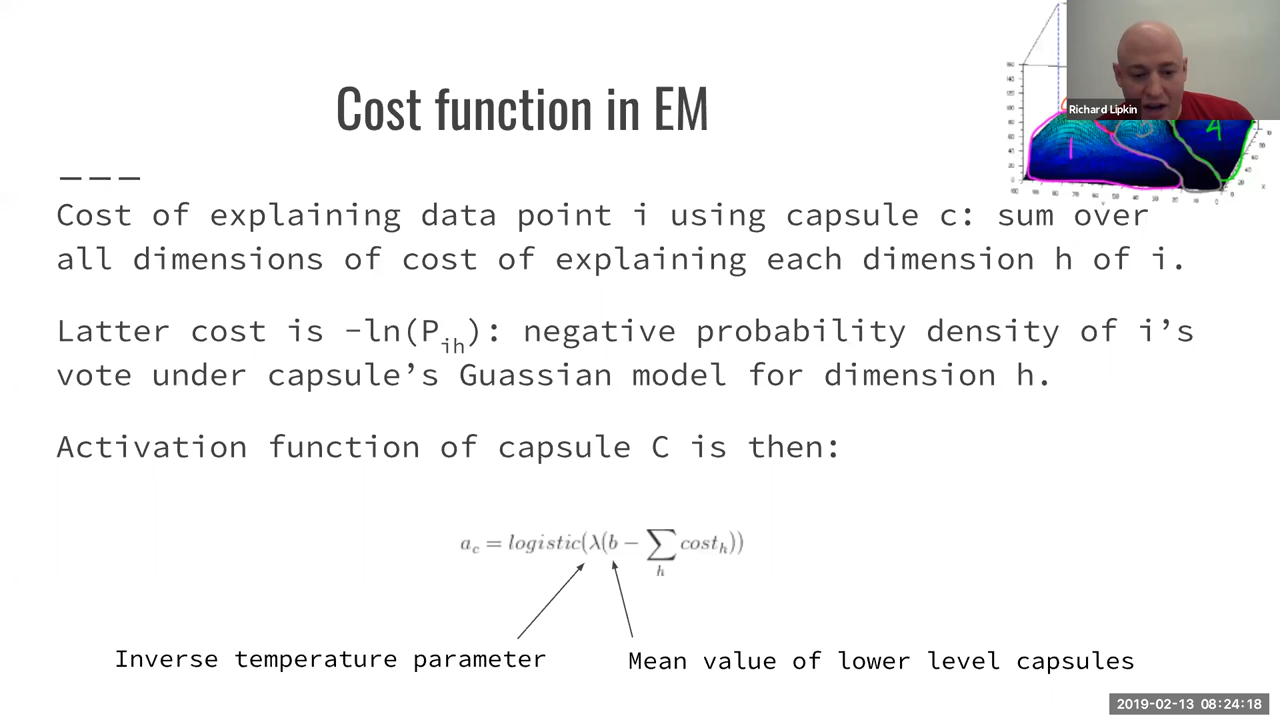 Cost function in EM
Richard Lipkin
1
4
Cost of explaining data point i using capsule c: sum over
all dimensions of cost of explaining each dimension h of i.
Latter cost is -ln(P_ih): negative probability density of i's
vote under capsule's Guassian model for dimension h.
Activation function of capsule C is then:
a_c = logistic(λ(b − ∑_h cost_h))
Inverse temperature parameter
Mean value of lower level capsules
2019-02-13 08:24:18